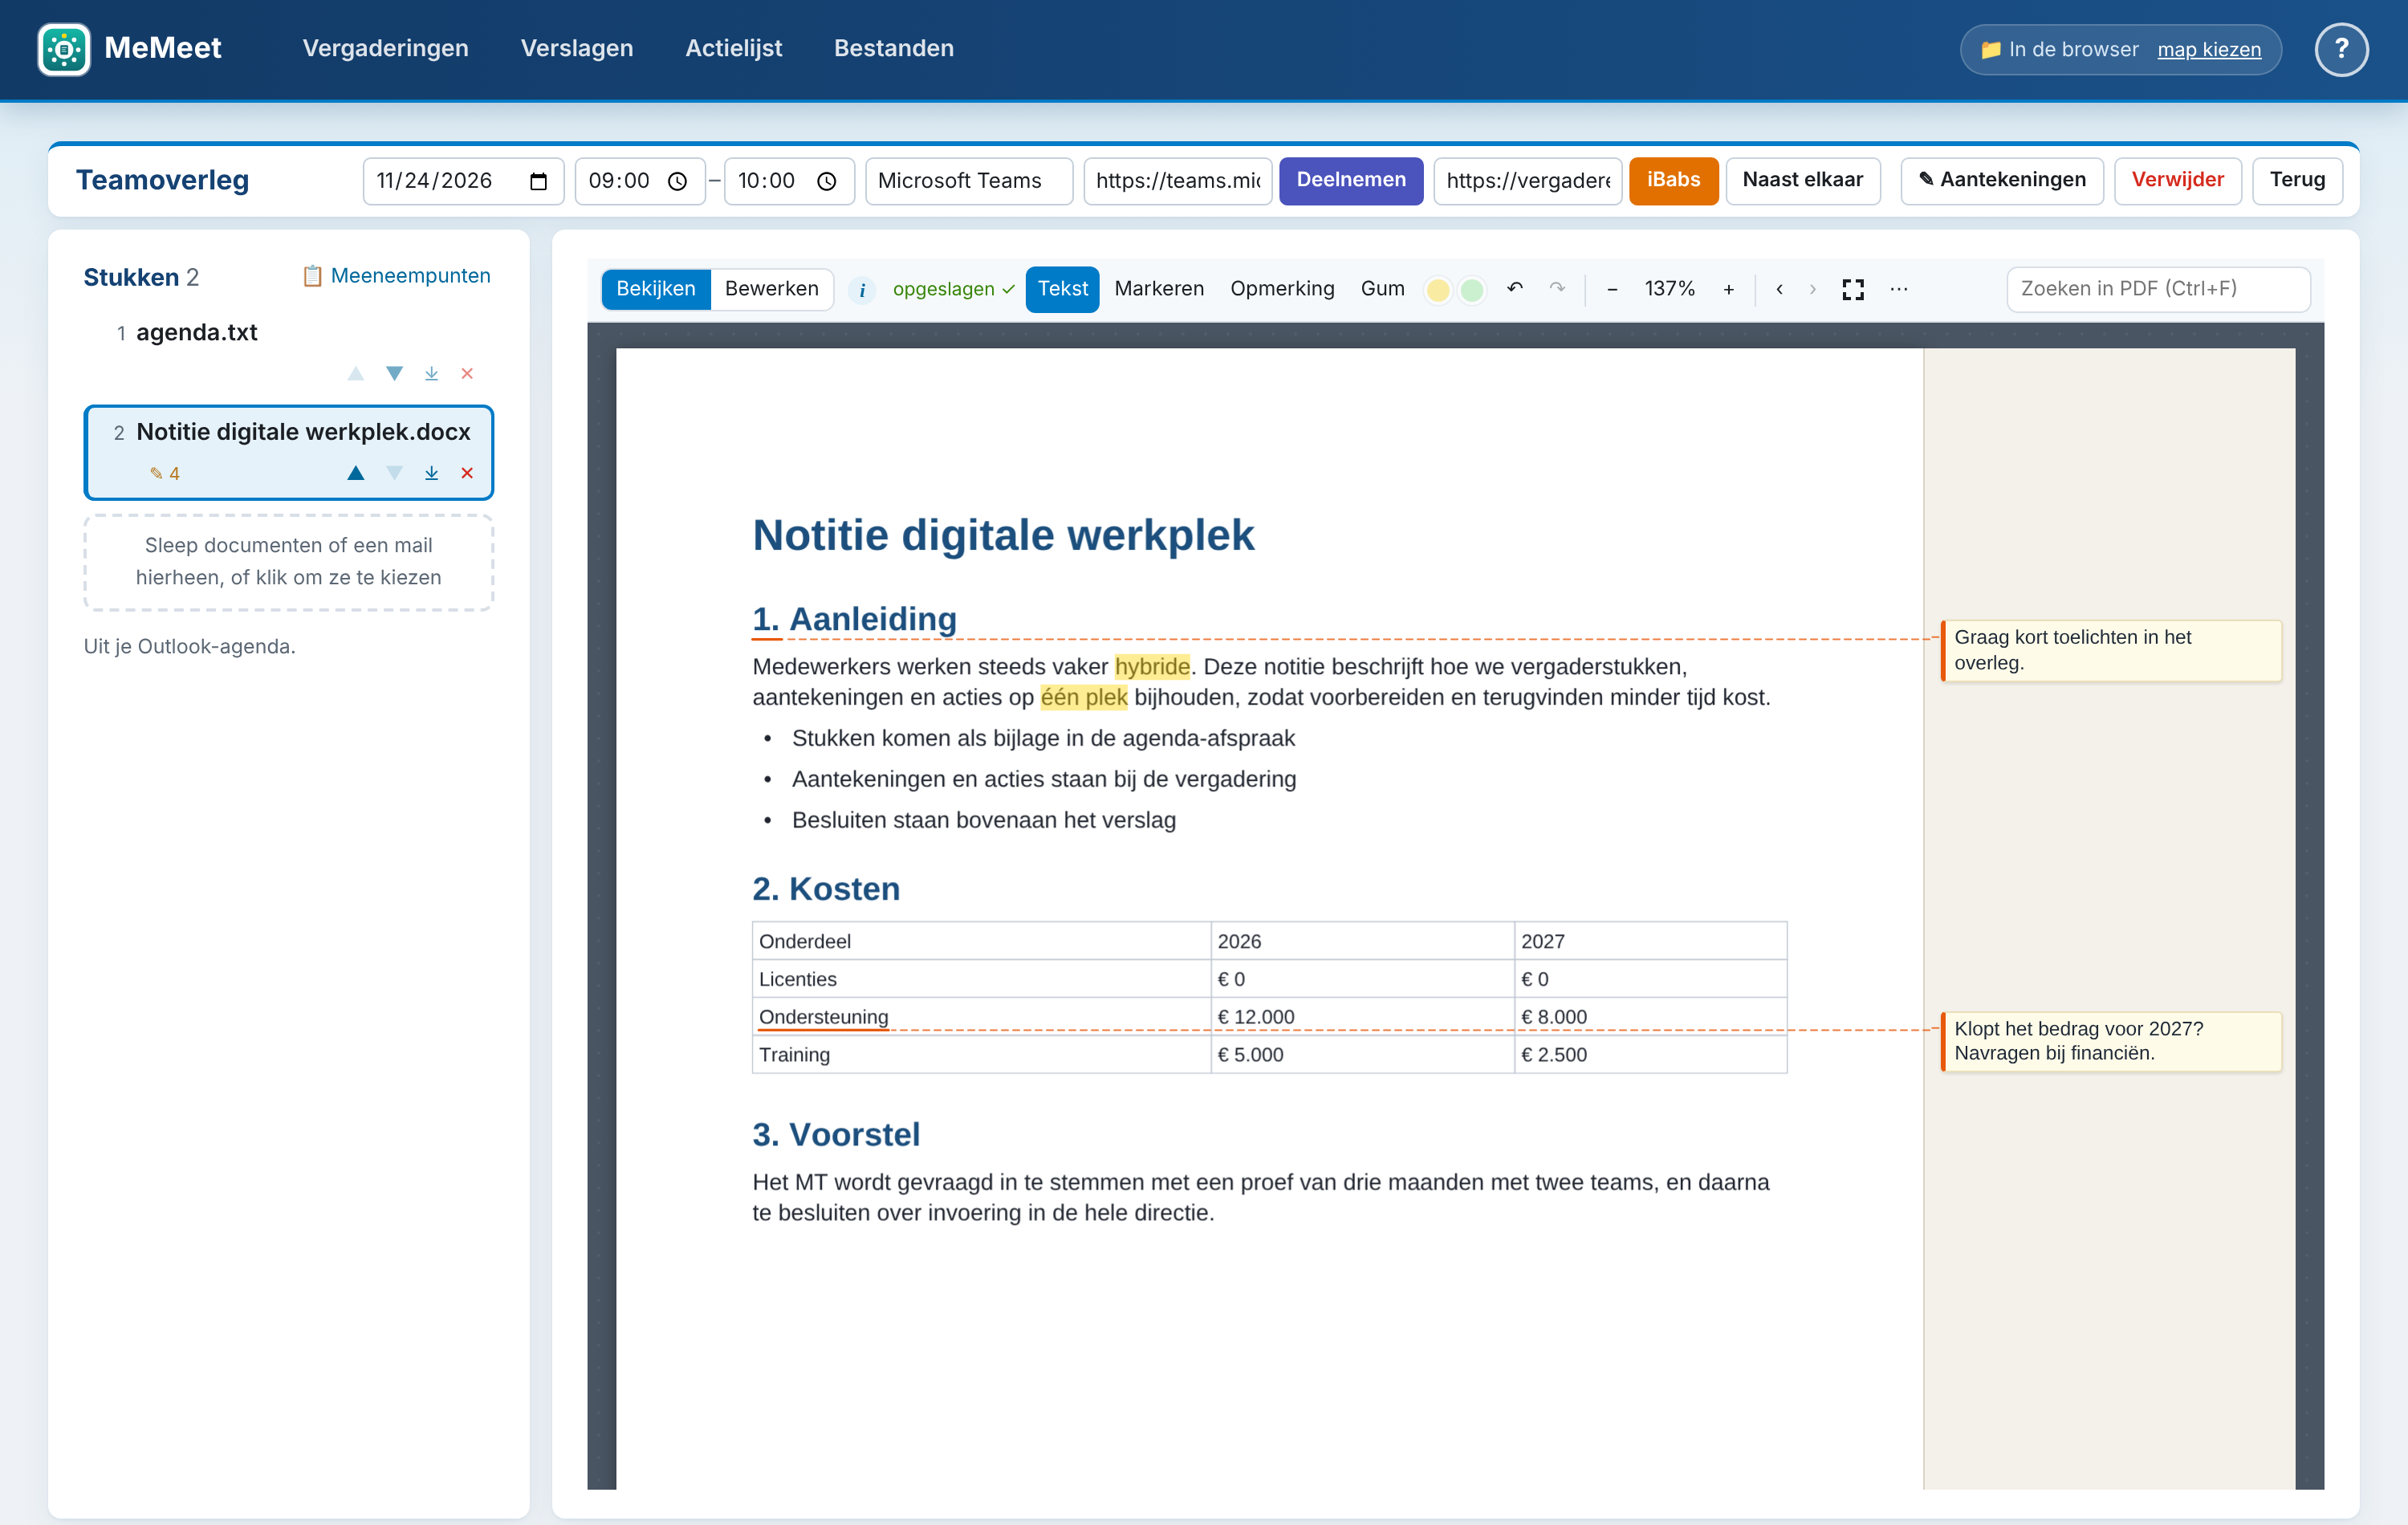 MeMeet Vergaderingen Verslagen Actielijst Bestanden In de browser map kiezen ?
Teamoverleg 11/24/2026 09:00 – 10:00 Microsoft Teams https://teams.mic Deelnemen https://vergader iBabs Naast elkaar ✎ Aantekeningen Verwijder Terug
Stukken 2 Meeneempunten
1 agenda.txt
2 Notitie digitale werkplek.docx
✎ 4
Sleep documenten of een mail
hierheen, of klik om ze te kiezen
Uit je Outlook-agenda.
Bekijken Bewerken i opgeslagen ✓ Tekst Markeren Opmerking Gum − 137% + ‹ › ⋯ Zoeken in PDF (Ctrl+F)
Notitie digitale werkplek
1. Aanleiding
Medewerkers werken steeds vaker hybride. Deze notitie beschrijft hoe we vergaderstukken,
aantekeningen en acties op één plek bijhouden, zodat voorbereiden en terugvinden minder tijd kost.
• Stukken komen als bijlage in de agenda-afspraak
• Aantekeningen en acties staan bij de vergadering
• Besluiten staan bovenaan het verslag
2. Kosten
Onderdeel 2026 2027
Licenties € 0 € 0
Ondersteuning € 12.000 € 8.000
Training € 5.000 € 2.500
3. Voorstel
Het MT wordt gevraagd in te stemmen met een proef van drie maanden met twee teams, en daarna
te besluiten over invoering in de hele directie.
Graag kort toelichten in het
overleg.
Klopt het bedrag voor 2027?
Navragen bij financiën.